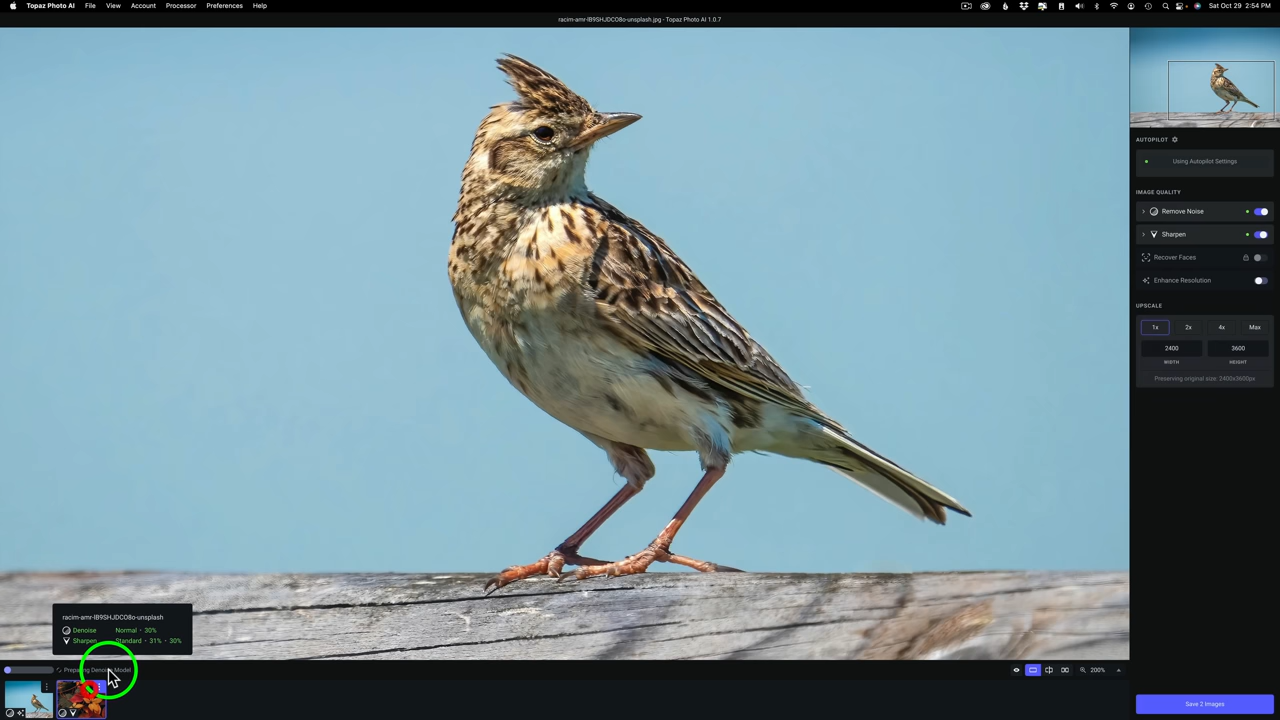 Topaz Photo AI File View Account Processor Preferences Help Sat Oct 29 2:54 PM
racim-amr-lB9SHJDCO8o-unsplash.jpg - Topaz Photo AI 1.0.7
AUTOPILOT
Using Autopilot Settings
IMAGE QUALITY
Remove Noise
Sharpen
Recover Faces
Enhance Resolution
UPSCALE
1x 2x 4x Max
2400 3600
WIDTH HEIGHT
Preserving original size: 2400x3600px
racim-amr-lB9SHJDCO8o-unsplash
Denoise Normal · 30%
Sharpen Standard · 31% · 30%
Preparing Denoise Model
200%
Save 2 Images